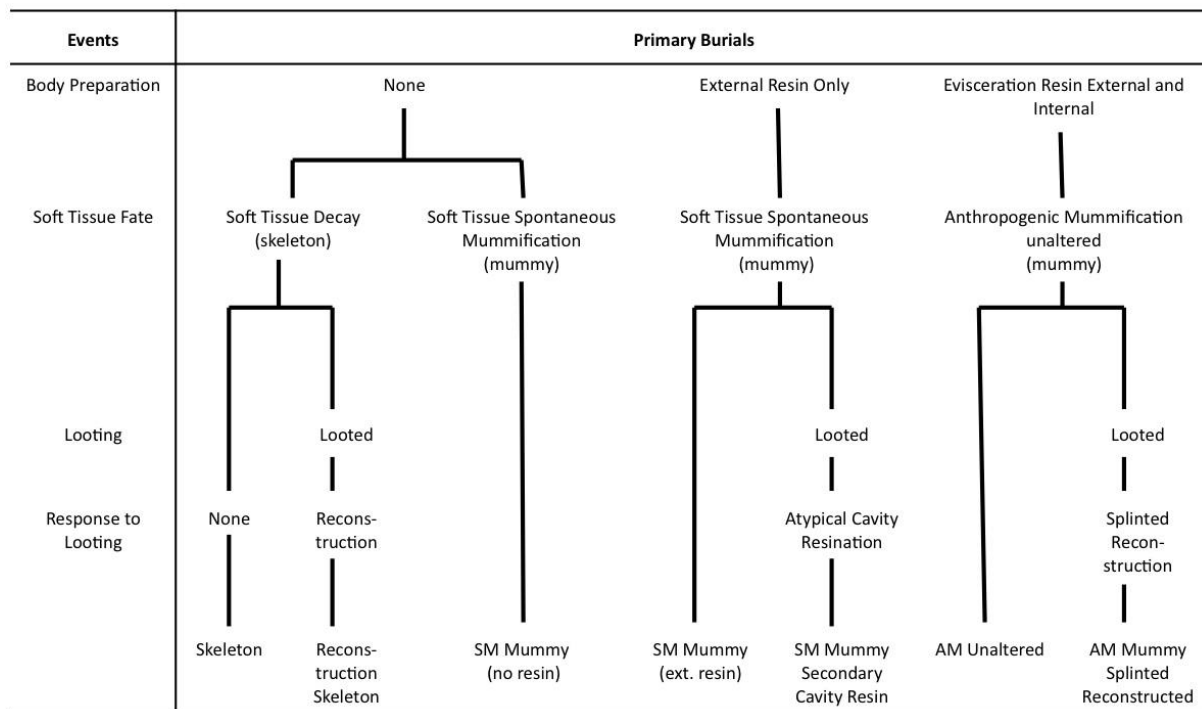 Events
Primary Burials
Body Preparation
None
External Resin Only
Evisceration Resin External and
Internal
Soft Tissue Fate
Soft Tissue Decay
(skeleton)
Soft Tissue Spontaneous
Mummification
(mummy)
Soft Tissue Spontaneous
Mummification
(mummy)
Anthropogenic Mummification
unaltered
(mummy)
Looting
Looted
Looted
Looted
Response to
Looting
None
Recons-
truction
Atypical Cavity
Resination
Splinted
Recon-
struction
Skeleton
Recons-
truction
Skeleton
SM Mummy
(no resin)
SM Mummy
(ext. resin)
SM Mummy
Secondary
Cavity Resin
AM Unaltered
AM Mummy
Splinted
Reconstructed